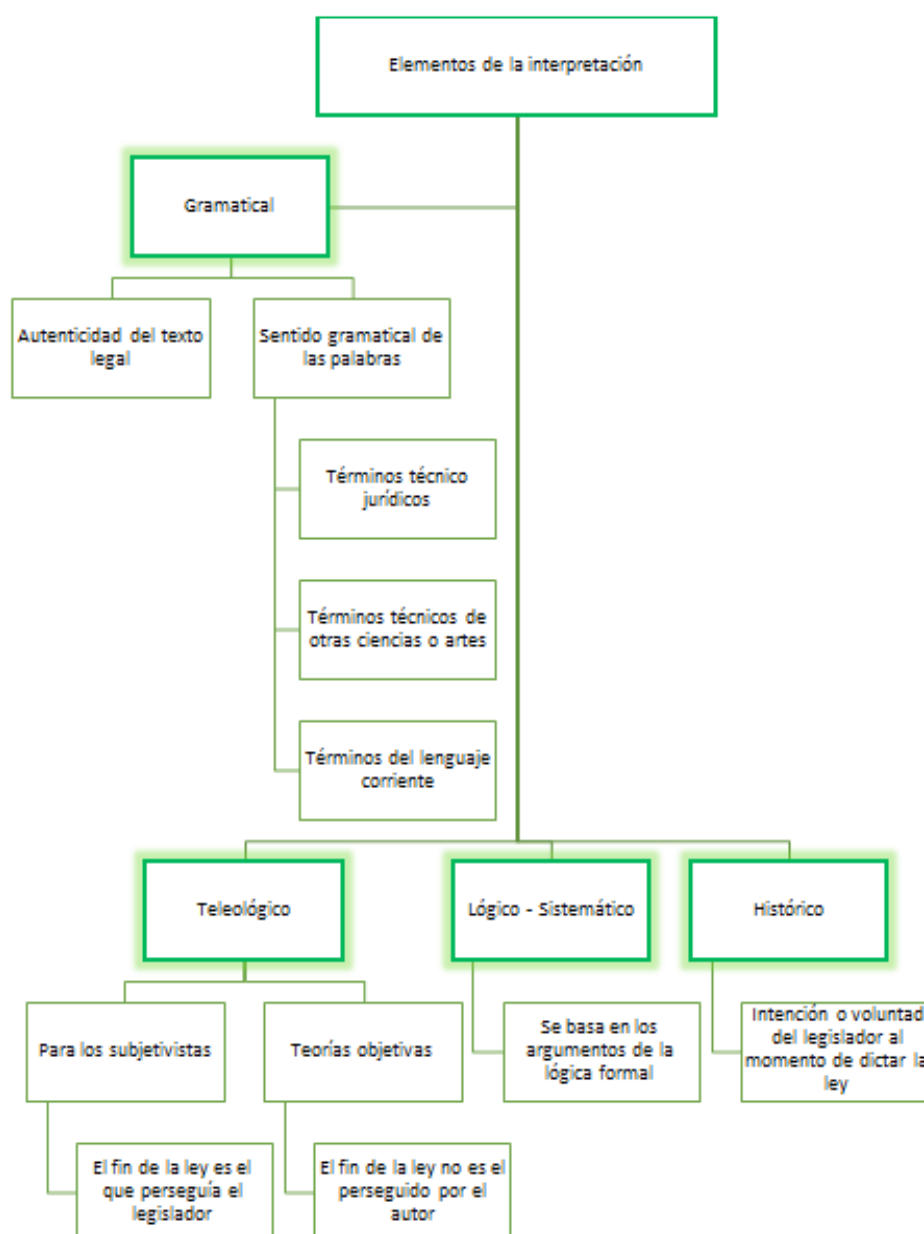 Elementos de la interpretación
Gramatical
Autenticidad del texto
legal
Sentido gramatical de
las palabras
Términos técnico
jurídicos
Términos técnicos de
otras ciencias o artes
Términos del lenguaje
corriente
Teleológico
Lógico - Sistemático
Histórico
Para los subjetivistas
Teorías objetivas
Se basa en los
argumentos de la
lógica formal
Intención o voluntad
del legislador al
momento de dictar la
ley
El fin de la ley es el
que perseguía el
legislador
El fin de la ley no es el
perseguido por el
autor